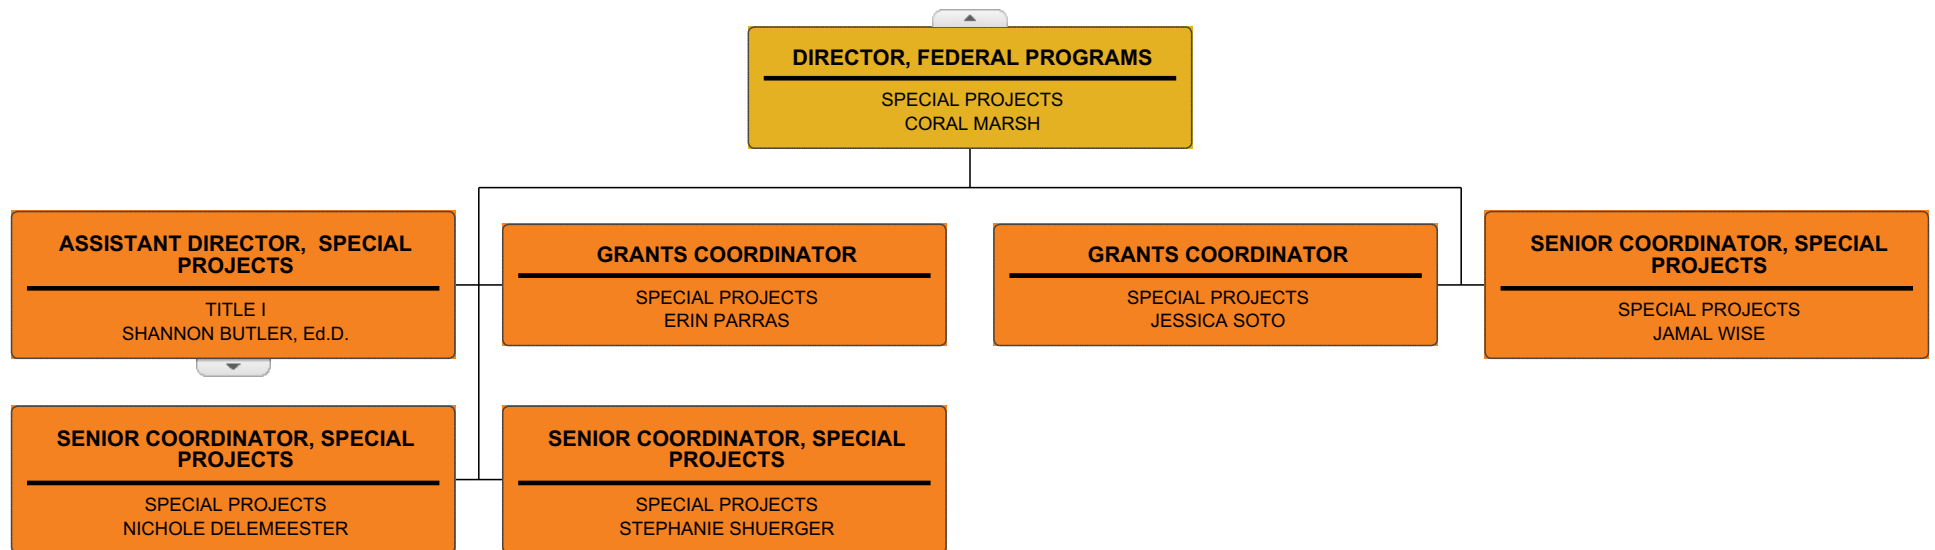 DIRECTOR, FEDERAL PROGRAMS
SPECIAL PROJECTS
CORAL MARSH
ASSISTANT DIRECTOR,  SPECIAL
PROJECTS
TITLE I
SHANNON BUTLER, Ed.D.
GRANTS COORDINATOR
SPECIAL PROJECTS
ERIN PARRAS
GRANTS COORDINATOR
SPECIAL PROJECTS
JESSICA SOTO
SENIOR COORDINATOR, SPECIAL
PROJECTS
SPECIAL PROJECTS
JAMAL WISE
SENIOR COORDINATOR, SPECIAL
PROJECTS
SPECIAL PROJECTS
NICHOLE DELEMEESTER
SENIOR COORDINATOR, SPECIAL
PROJECTS
SPECIAL PROJECTS
STEPHANIE SHUERGER